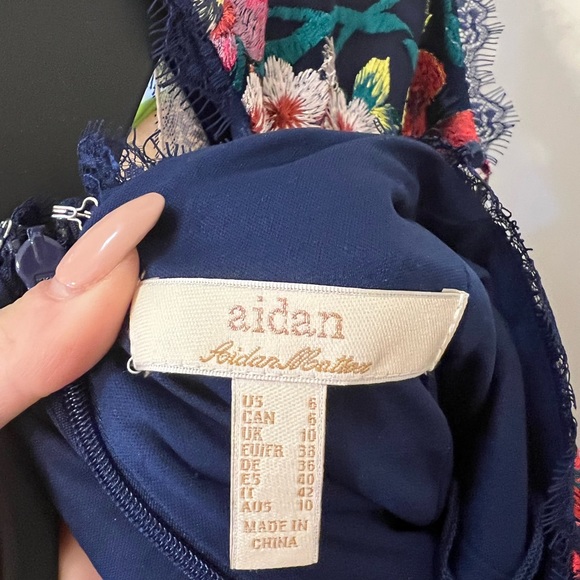 aidan
Aidan Mattox
US 6
CAN 6
UK 10
EU/FR 38
DE 36
ES 40
IT 42
AUS 10
MADE IN
CHINA